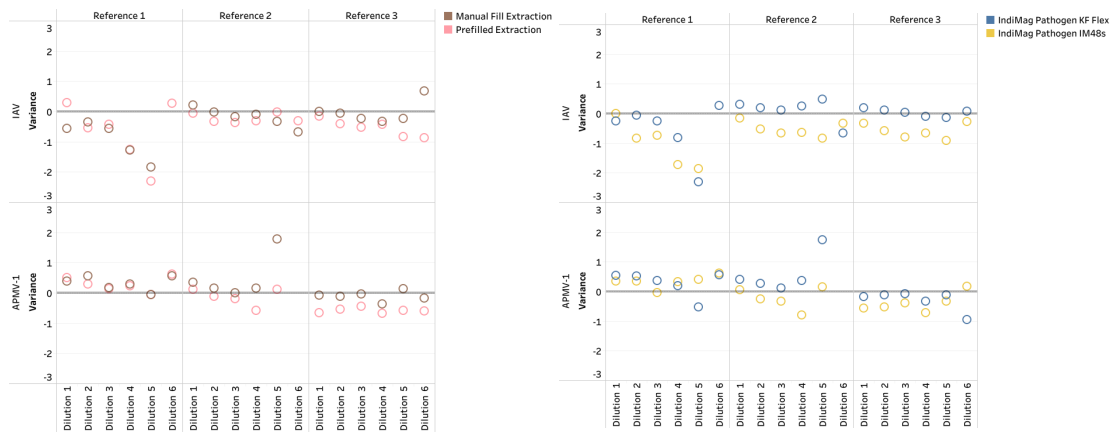 Reference 1
Reference 2
Reference 3
Manual Fill Extraction
Prefilled Extraction
IAV
Variance
3
2
1
0
-1
-2
-3
APMV-1
Variance
3
2
1
0
-1
-2
-3
Dilution 1
Dilution 2
Dilution 3
Dilution 4
Dilution 5
Dilution 6
Dilution 1
Dilution 2
Dilution 3
Dilution 4
Dilution 5
Dilution 6
Dilution 1
Dilution 2
Dilution 3
Dilution 4
Dilution 5
Dilution 6
Reference 1
Reference 2
Reference 3
IndiMag Pathogen KF Flex
IndiMag Pathogen IM48s
IAV
Variance
3
2
1
0
-1
-2
-3
APMV-1
Variance
3
2
1
0
-1
-2
-3
Dilution 1
Dilution 2
Dilution 3
Dilution 4
Dilution 5
Dilution 6
Dilution 1
Dilution 2
Dilution 3
Dilution 4
Dilution 5
Dilution 6
Dilution 1
Dilution 2
Dilution 3
Dilution 4
Dilution 5
Dilution 6